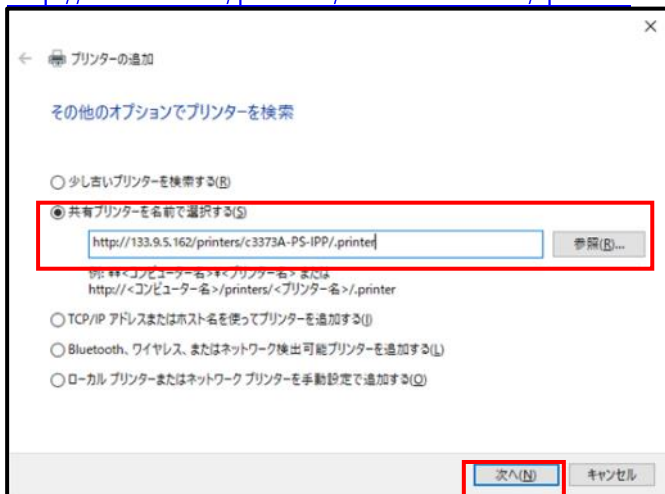 プリンターの追加
その他のオプションでプリンターを検索
少し古いプリンターを検索する(R)
共有プリンターを名前で選択する(S)
http://133.9.5.162/printers/c3373A-PS-IPP/.printer
参照(R)...
例: ¥¥<コンピューター名>¥<プリンター名> または
http://<コンピューター名>/printers/<プリンター名>/.printer
TCP/IP アドレスまたはホスト名を使ってプリンターを追加する(I)
Bluetooth、ワイヤレス、またはネットワーク検出可能プリンターを追加する(L)
ローカル プリンターまたはネットワーク プリンターを手動設定で追加する(O)
次へ(N)
キャンセル